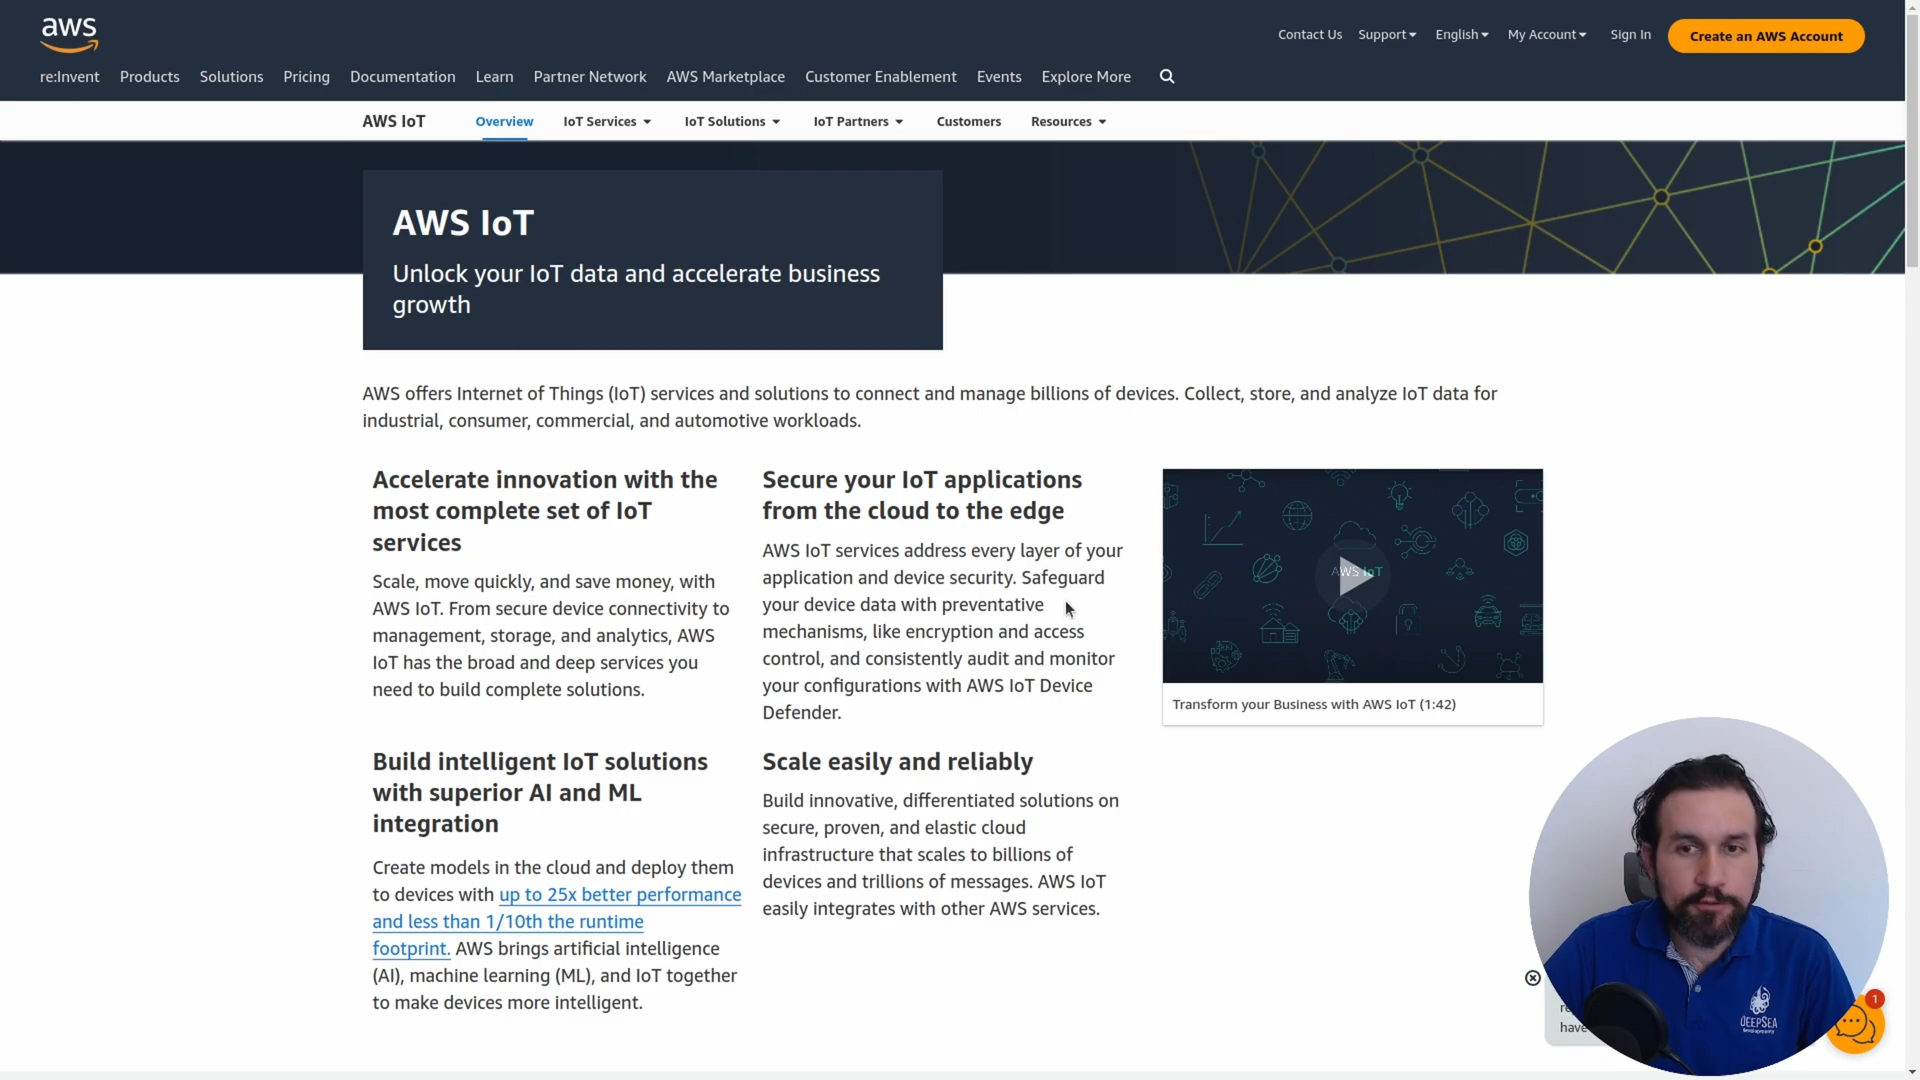 aws
Contact Us Support English My Account Sign In Create an AWS Account
re:Invent Products Solutions Pricing Documentation Learn Partner Network AWS Marketplace Customer Enablement Events Explore More
AWS IoT Overview IoT Services IoT Solutions IoT Partners Customers Resources
AWS IoT
Unlock your IoT data and accelerate business
growth
AWS offers Internet of Things (IoT) services and solutions to connect and manage billions of devices. Collect, store, and analyze IoT data for
industrial, consumer, commercial, and automotive workloads.
Accelerate innovation with the
most complete set of IoT
services
Scale, move quickly, and save money, with
AWS IoT. From secure device connectivity to
management, storage, and analytics, AWS
IoT has the broad and deep services you
need to build complete solutions.
Secure your IoT applications
from the cloud to the edge
AWS IoT services address every layer of your
application and device security. Safeguard
your device data with preventative
mechanisms, like encryption and access
control, and consistently audit and monitor
your configurations with AWS IoT Device
Defender.
AWS IoT
Transform your Business with AWS IoT (1:42)
Build intelligent IoT solutions
with superior AI and ML
integration
Create models in the cloud and deploy them
to devices with up to 25x better performance
and less than 1/10th the runtime
footprint. AWS brings artificial intelligence
(AI), machine learning (ML), and IoT together
to make devices more intelligent.
Scale easily and reliably
Build innovative, differentiated solutions on
secure, proven, and elastic cloud
infrastructure that scales to billions of
devices and trillions of messages. AWS IoT
easily integrates with other AWS services.
1
have
DEEPSEA